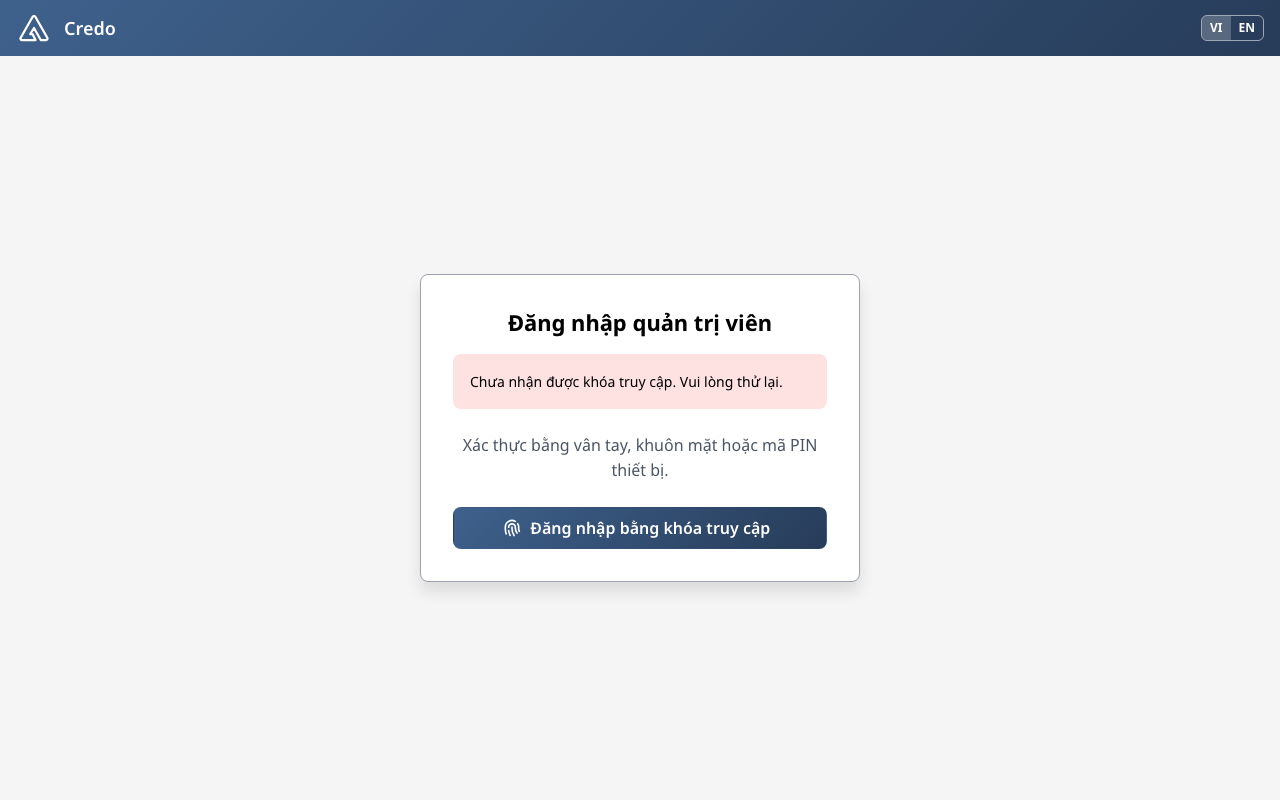 Credo
VI EN
Đăng nhập quản trị viên
Chưa nhận được khóa truy cập. Vui lòng thử lại.
Xác thực bằng vân tay, khuôn mặt hoặc mã PIN
thiết bị.
Đăng nhập bằng khóa truy cập